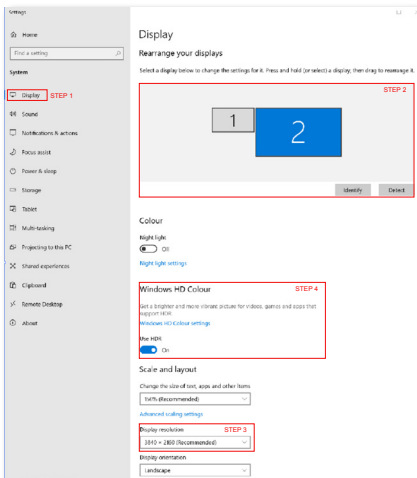 Settings
Home
Find a setting
System
Display STEP 1
Sound
Notifications & actions
Focus assist
Power & sleep
Storage
Tablet
Multi-tasking
Projecting to this PC
Shared experiences
Clipboard
Remote Desktop
About
Display
Rearrange your displays
Select a display below to change the settings for it. Press and hold (or select) a display, then drag to rearrange it.
STEP 2
1
2
Identify Detect
Colour
Night light
Off
Night light settings
Windows HD Colour STEP 4
Get a brighter and more vibrant picture for videos, games and apps that
support HDR.
Windows HD Colour settings
Use HDR
On
Scale and layout
Change the size of text, apps and other items
150% (Recommended)
Advanced scaling settings
Display resolution STEP 3
3840 × 2160 (Recommended)
Display orientation
Landscape